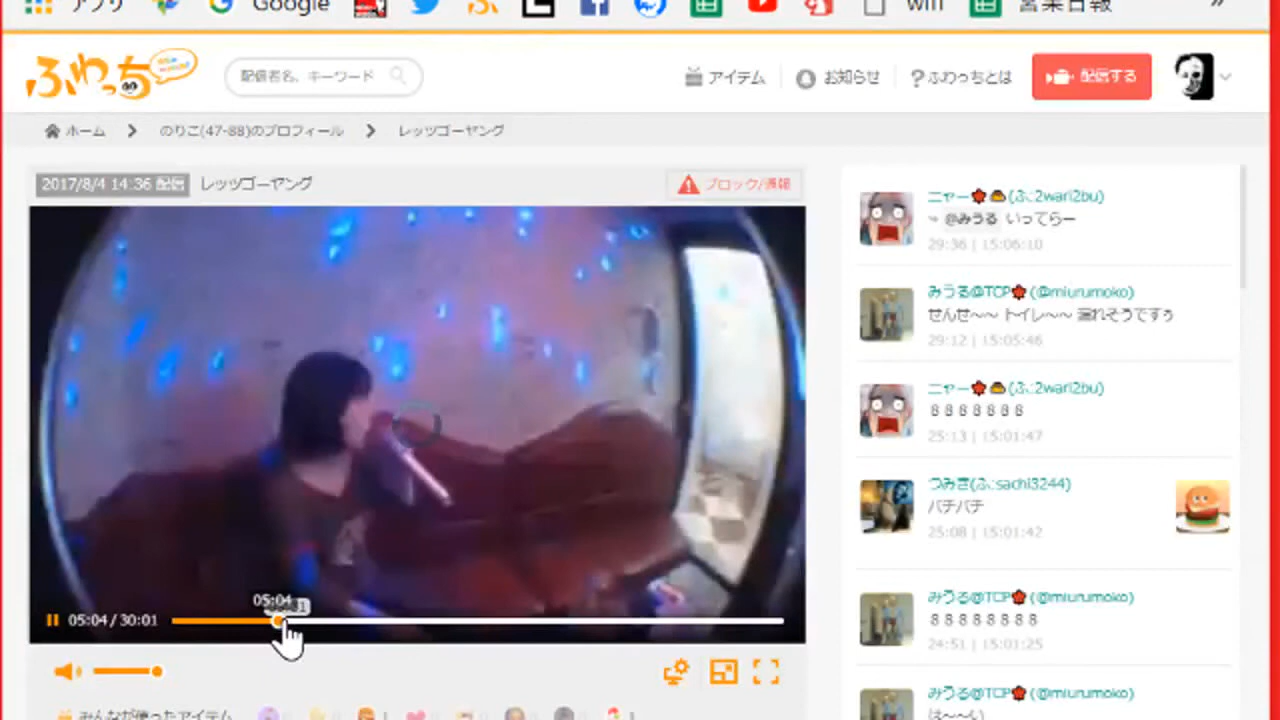 アプリ
Google
wifi
営業日報
»
ふわっち
配信者名、キーワード
アイテム
お知らせ
?ふわっちとは
配信する
ホーム
のりこ(47-88)のプロフィール
レッツゴーヤング
2017/8/4 14:36 配信
レッツゴーヤング
ブロック/通報
ニャー(ふ:2wari2bu)
@みうる いってらー
29:36 | 15:06:10
みうる@TCP(@miurumoko)
せんせ〜〜 トイレ〜〜 漏れそうですぅ
29:12 | 15:05:46
ニャー(ふ:2wari2bu)
８８８８８８８
25:13 | 15:01:47
つみき(ふ:sachi3244)
パチパチ
25:08 | 15:01:42
みうる@TCP(@miurumoko)
８８８８８８８８
24:51 | 15:01:25
みうる@TCP(@miurumoko)
は〜〜い
05:04
05:04 / 30:01
みんなが使ったアイテム